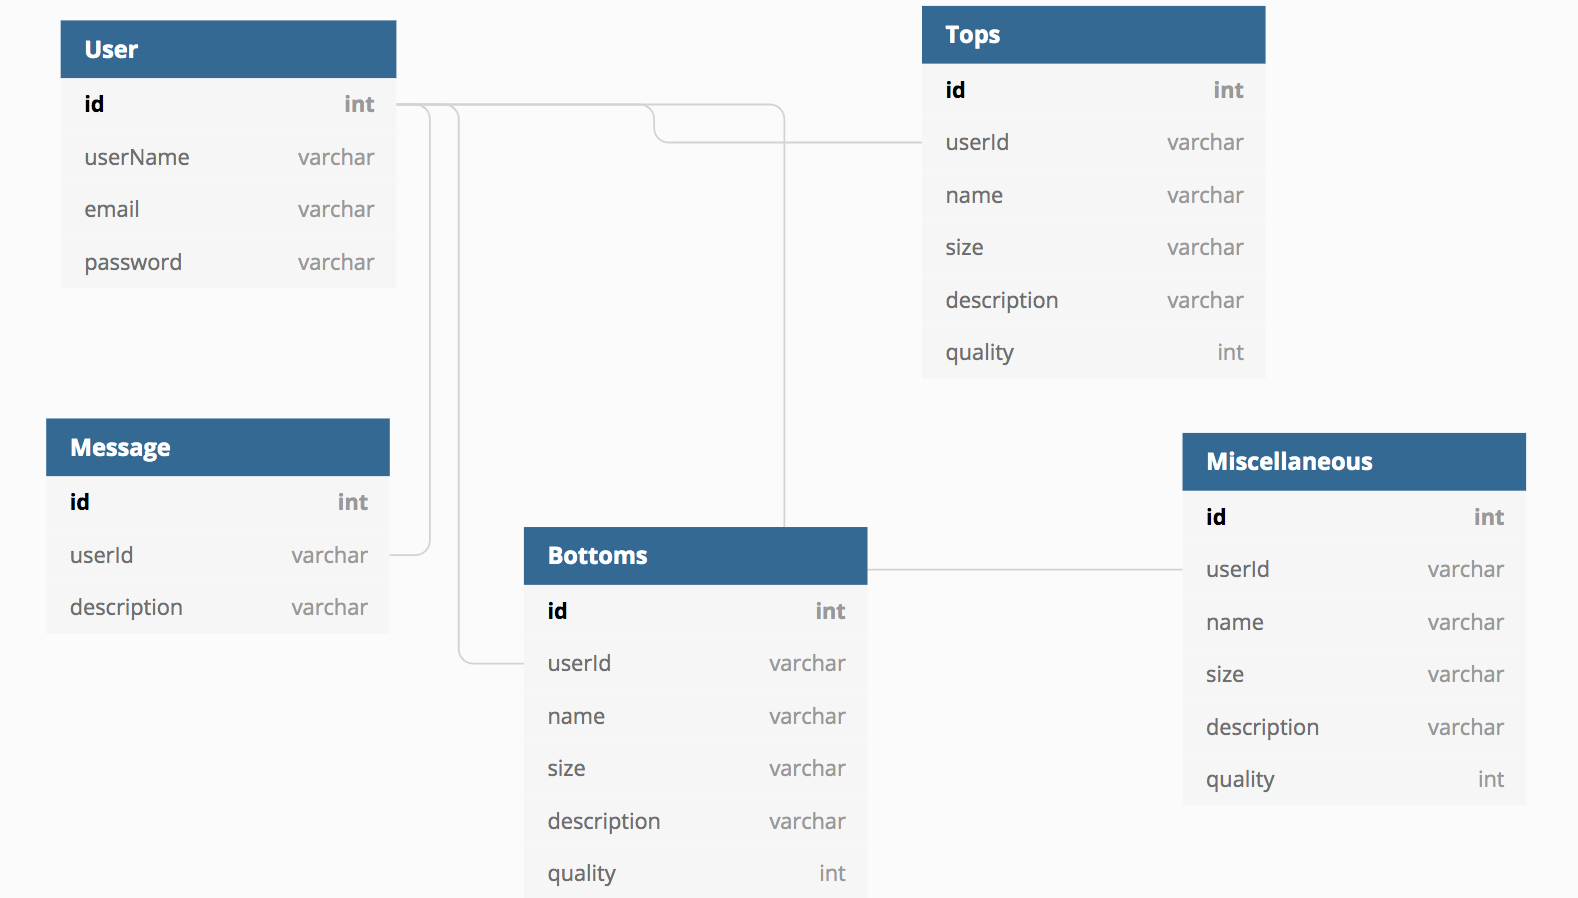 User
id int
userName varchar
email varchar
password varchar
Tops
id int
userId varchar
name varchar
size varchar
description varchar
quality int
Message
id int
userId varchar
description varchar
Bottoms
id int
userId varchar
name varchar
size varchar
description varchar
quality int
Miscellaneous
id int
userId varchar
name varchar
size varchar
description varchar
quality int